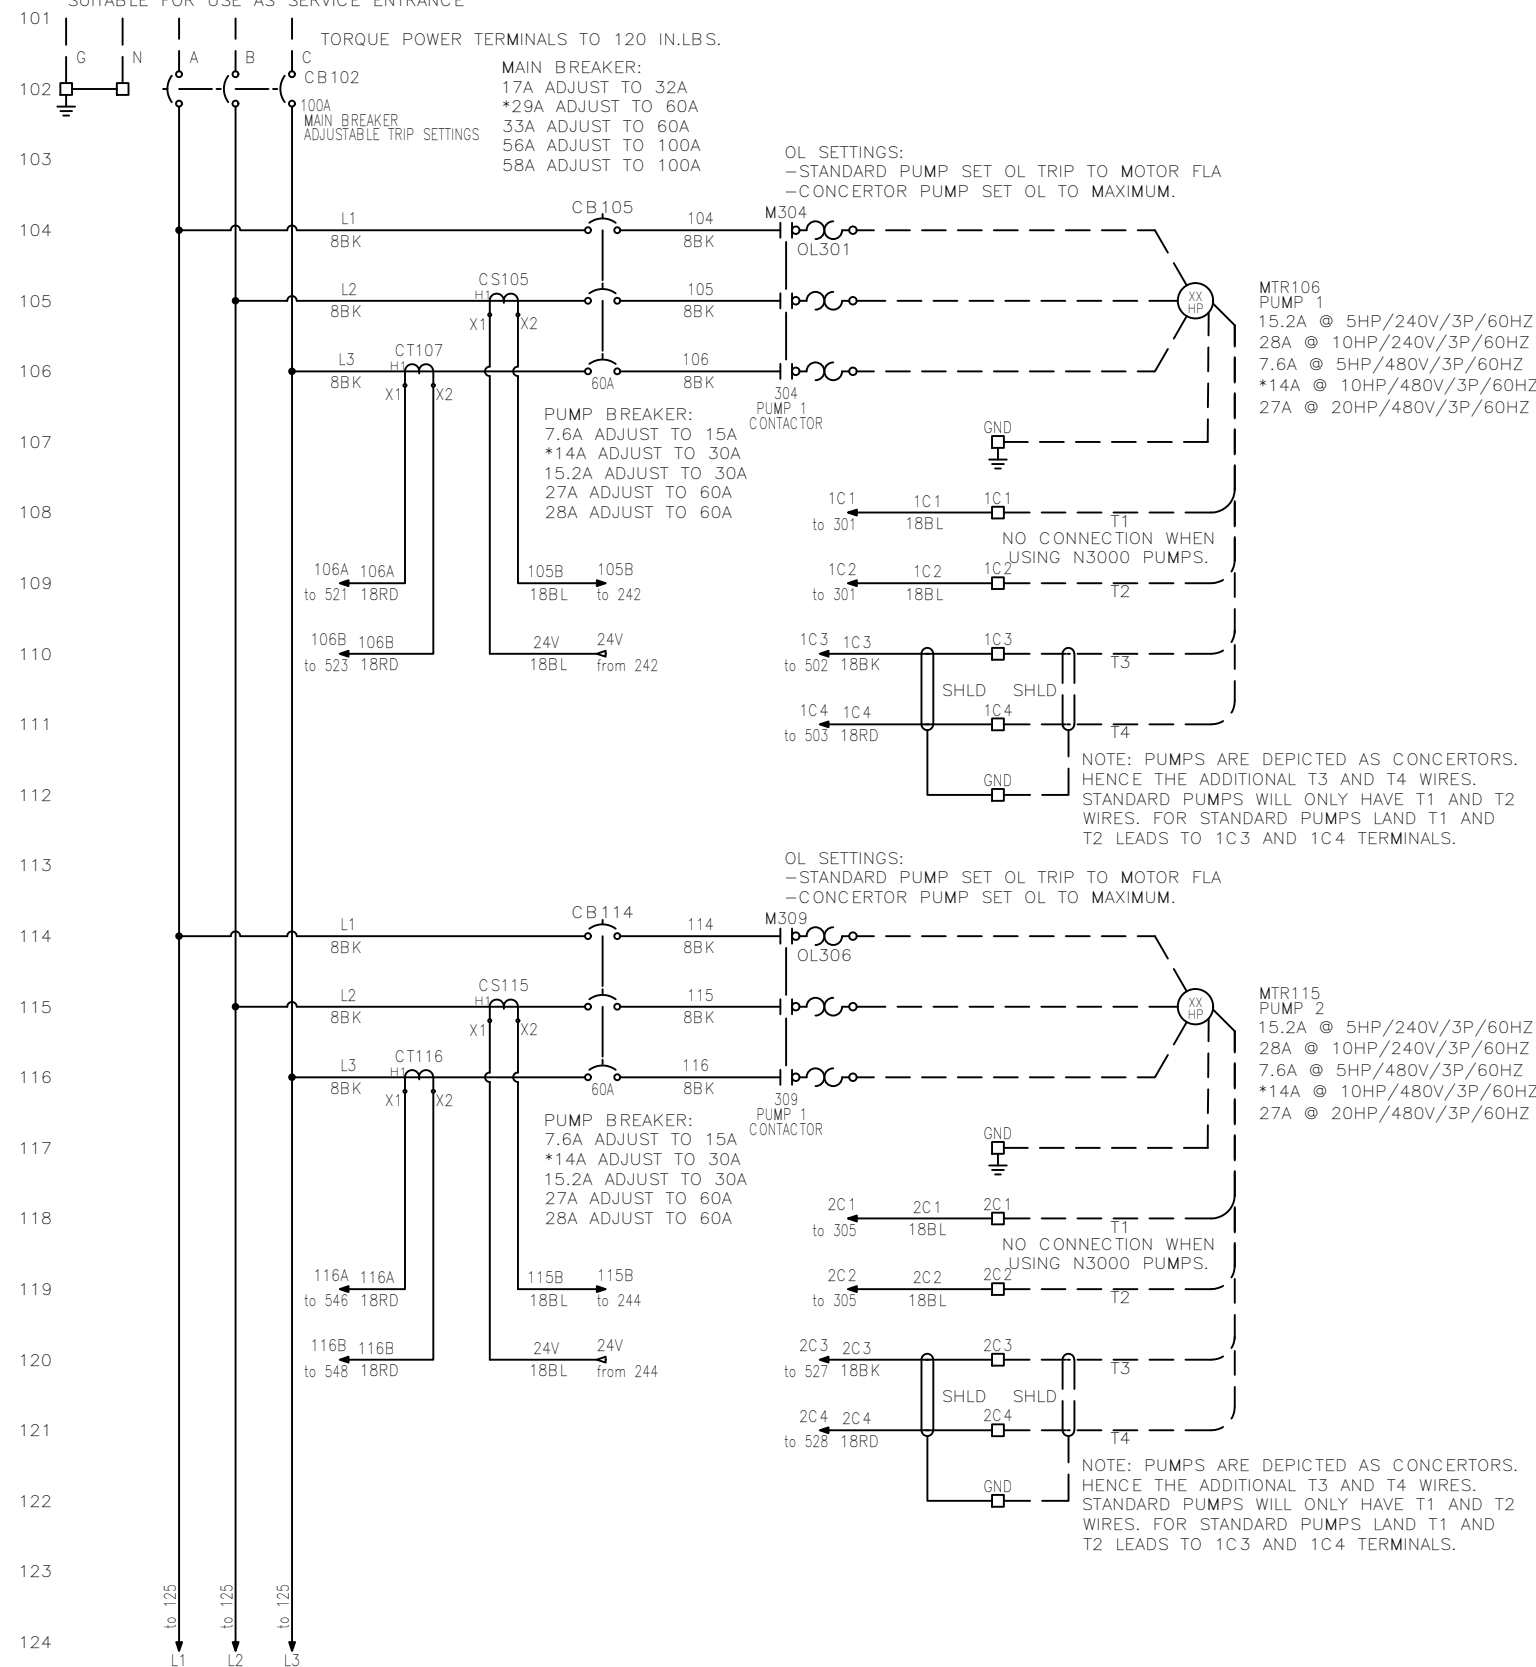 SUITABLE FOR USE AS SERVICE ENTRANCE
101
TORQUE POWER TERMINALS TO 120 IN.LBS.
G N A B C
CB102
102
100A
MAIN BREAKER
ADJUSTABLE TRIP SETTINGS
MAIN BREAKER:
17A ADJUST TO 32A
*29A ADJUST TO 60A
33A ADJUST TO 60A
56A ADJUST TO 100A
58A ADJUST TO 100A
103
OL SETTINGS:
-STANDARD PUMP SET OL TRIP TO MOTOR FLA
-CONCERTOR PUMP SET OL TO MAXIMUM.
104
L1
8BK
CB105
104
8BK
M304
OL301
105
L2
8BK
CS105
H1
X1 X2
105
8BK
XX
HP
MTR106
PUMP 1
15.2A @ 5HP/240V/3P/60HZ
28A @ 10HP/240V/3P/60HZ
7.6A @ 5HP/480V/3P/60HZ
*14A @ 10HP/480V/3P/60HZ
27A @ 20HP/480V/3P/60HZ
106
L3
8BK
CT107
H1
X1 X2
60A
106
8BK
304
PUMP 1
CONTACTOR
PUMP BREAKER:
7.6A ADJUST TO 15A
*14A ADJUST TO 30A
15.2A ADJUST TO 30A
27A ADJUST TO 60A
28A ADJUST TO 60A
107
GND
108
1C1
to 301
1C1
18BL
1C1
T1
NO CONNECTION WHEN
USING N3000 PUMPS.
109
106A
to 521
106A
18RD
105B
18BL
105B
to 242
1C2
to 301
1C2
18BL
1C2
T2
110
106B
to 523
106B
18RD
24V
18BL
24V
from 242
1C3
to 502
1C3
18BK
1C3
T3
SHLD SHLD
111
1C4
to 503
1C4
18RD
1C4
T4
112
GND
NOTE: PUMPS ARE DEPICTED AS CONCERTORS.
HENCE THE ADDITIONAL T3 AND T4 WIRES.
STANDARD PUMPS WILL ONLY HAVE T1 AND T2
WIRES. FOR STANDARD PUMPS LAND T1 AND
T2 LEADS TO 1C3 AND 1C4 TERMINALS.
113
OL SETTINGS:
-STANDARD PUMP SET OL TRIP TO MOTOR FLA
-CONCERTOR PUMP SET OL TO MAXIMUM.
114
L1
8BK
CB114
114
8BK
M309
OL306
115
L2
8BK
CS115
H1
X1 X2
115
8BK
XX
HP
MTR115
PUMP 2
15.2A @ 5HP/240V/3P/60HZ
28A @ 10HP/240V/3P/60HZ
7.6A @ 5HP/480V/3P/60HZ
*14A @ 10HP/480V/3P/60HZ
27A @ 20HP/480V/3P/60HZ
116
L3
8BK
CT116
H1
X1 X2
60A
116
8BK
309
PUMP 1
CONTACTOR
PUMP BREAKER:
7.6A ADJUST TO 15A
*14A ADJUST TO 30A
15.2A ADJUST TO 30A
27A ADJUST TO 60A
28A ADJUST TO 60A
117
GND
118
2C1
to 305
2C1
18BL
2C1
T1
NO CONNECTION WHEN
USING N3000 PUMPS.
119
116A
to 546
116A
18RD
115B
18BL
115B
to 244
2C2
to 305
2C2
18BL
2C2
T2
120
116B
to 548
116B
18RD
24V
18BL
24V
from 244
2C3
to 527
2C3
18BK
2C3
T3
SHLD SHLD
121
2C4
to 528
2C4
18RD
2C4
T4
122
GND
NOTE: PUMPS ARE DEPICTED AS CONCERTORS.
HENCE THE ADDITIONAL T3 AND T4 WIRES.
STANDARD PUMPS WILL ONLY HAVE T1 AND T2
WIRES. FOR STANDARD PUMPS LAND T1 AND
T2 LEADS TO 1C3 AND 1C4 TERMINALS.
123
to 125
to 125
to 125
124
L1 L2 L3